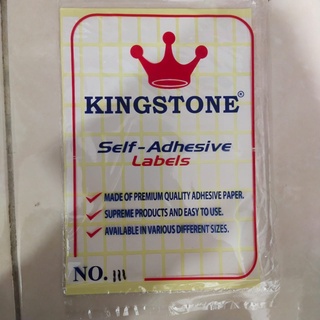 KINGSTONE®
Self-Adhesive
Labels
MADE OF PREMIUM QUALITY ADHESIVE PAPER.
SUPREME PRODUCTS AND EASY TO USE.
AVAILABLE IN VARIOUS DIFFERENT SIZES.
NO.